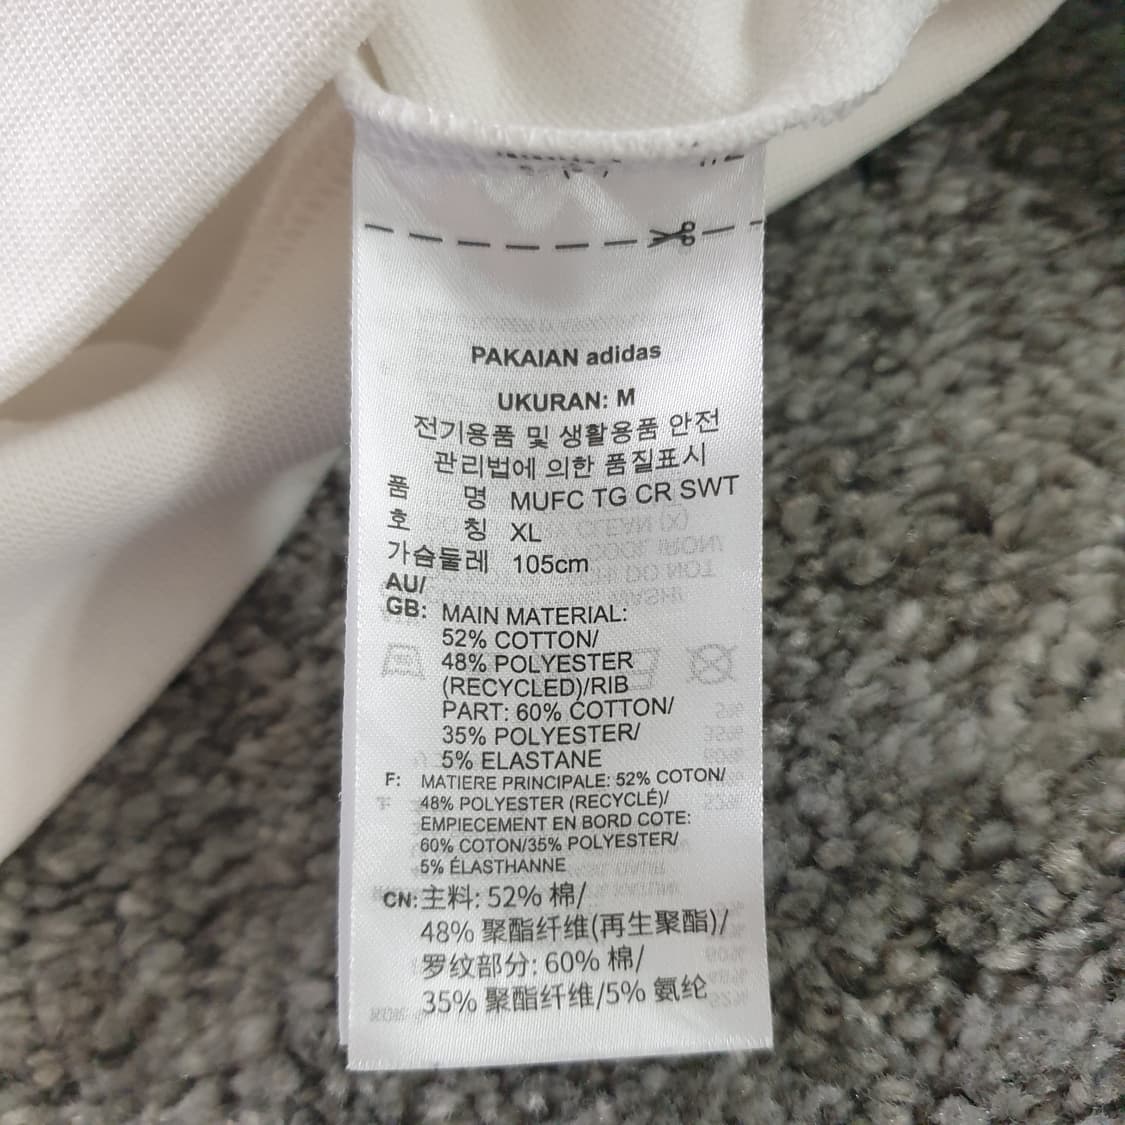 PAKAIAN adidas
UKURAN: M
전기용품 및 생활용품 안전
관리법에 의한 품질표시
품 명 MUFC TG CR SWT
호 칭 XL
가슴둘레 105cm
AU/
GB: MAIN MATERIAL:
52% COTTON/
48% POLYESTER
(RECYCLED)/RIB
PART: 60% COTTON/
35% POLYESTER/
5% ELASTANE
F: MATIERE PRINCIPALE: 52% COTON/
48% POLYESTER (RECYCLÉ)/
EMPIECEMENT EN BORD COTE:
60% COTON/35% POLYESTER/
5% ÉLASTHANNE
CN: 主料: 52% 棉/
48% 聚酯纤维(再生聚酯)/
罗纹部分: 60% 棉/
35% 聚酯纤维/5% 氨纶